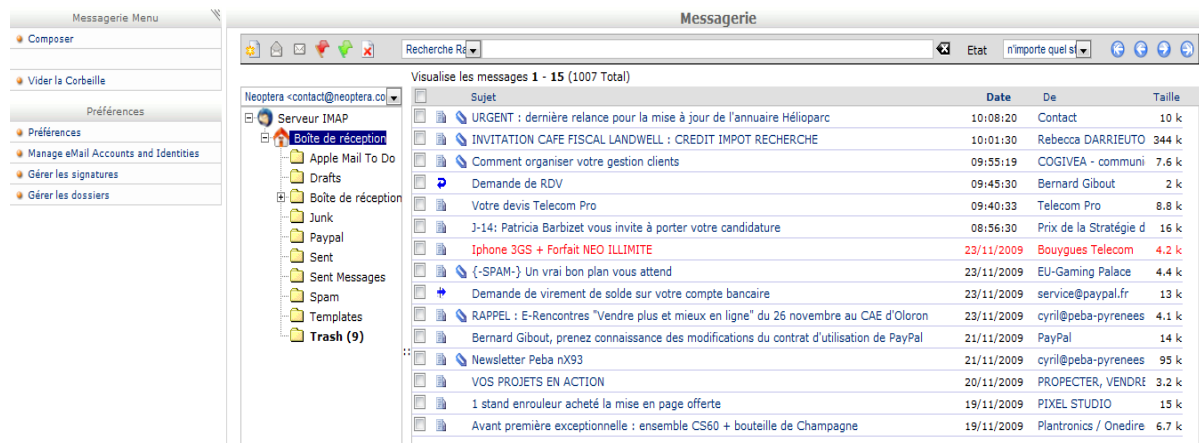 Messagerie Menu
Composer
Vider la Corbeille
Préférences
Préférences
Manage eMail Accounts and Identities
Gérer les signatures
Gérer les dossiers
Messagerie
Recherche Ra
Etat n'importe quel st
Visualise les messages 1 - 15 (1007 Total)
Neoptera <contact@neoptera.co
Serveur IMAP
Boîte de réception
Apple Mail To Do
Drafts
Boîte de réception
Junk
Paypal
Sent
Sent Messages
Spam
Templates
Trash (9)
Sujet Date De Taille
URGENT : dernière relance pour la mise à jour de l'annuaire Hélioparc 10:08:20 Contact 10 k
INVITATION CAFE FISCAL LANDWELL : CREDIT IMPOT RECHERCHE 10:01:30 Rebecca DARRIEUTO 344 k
Comment organiser votre gestion clients 09:55:19 COGIVEA - communi 7.6 k
Demande de RDV 09:45:30 Bernard Gibout 2 k
Votre devis Telecom Pro 09:40:33 Telecom Pro 8.8 k
J-14: Patricia Barbizet vous invite à porter votre candidature 08:56:30 Prix de la Stratégie d 16 k
Iphone 3GS + Forfait NEO ILLIMITE 23/11/2009 Bouygues Telecom 4.2 k
{-SPAM-} Un vrai bon plan vous attend 23/11/2009 EU-Gaming Palace 4.4 k
Demande de virement de solde sur votre compte bancaire 23/11/2009 service@paypal.fr 13 k
RAPPEL : E-Rencontres "Vendre plus et mieux en ligne" du 26 novembre au CAE d'Oloron 23/11/2009 cyril@peba-pyrenees 4.1 k
Bernard Gibout, prenez connaissance des modifications du contrat d'utilisation de PayPal 21/11/2009 PayPal 14 k
Newsletter Peba nX93 21/11/2009 cyril@peba-pyrenees 95 k
VOS PROJETS EN ACTION 20/11/2009 PROPECTER, VENDRE 3.2 k
1 stand enrouleur acheté la mise en page offerte 19/11/2009 PIXEL STUDIO 15 k
Avant première exceptionnelle : ensemble CS60 + bouteille de Champagne 19/11/2009 Plantronics / Onedire 6.7 k